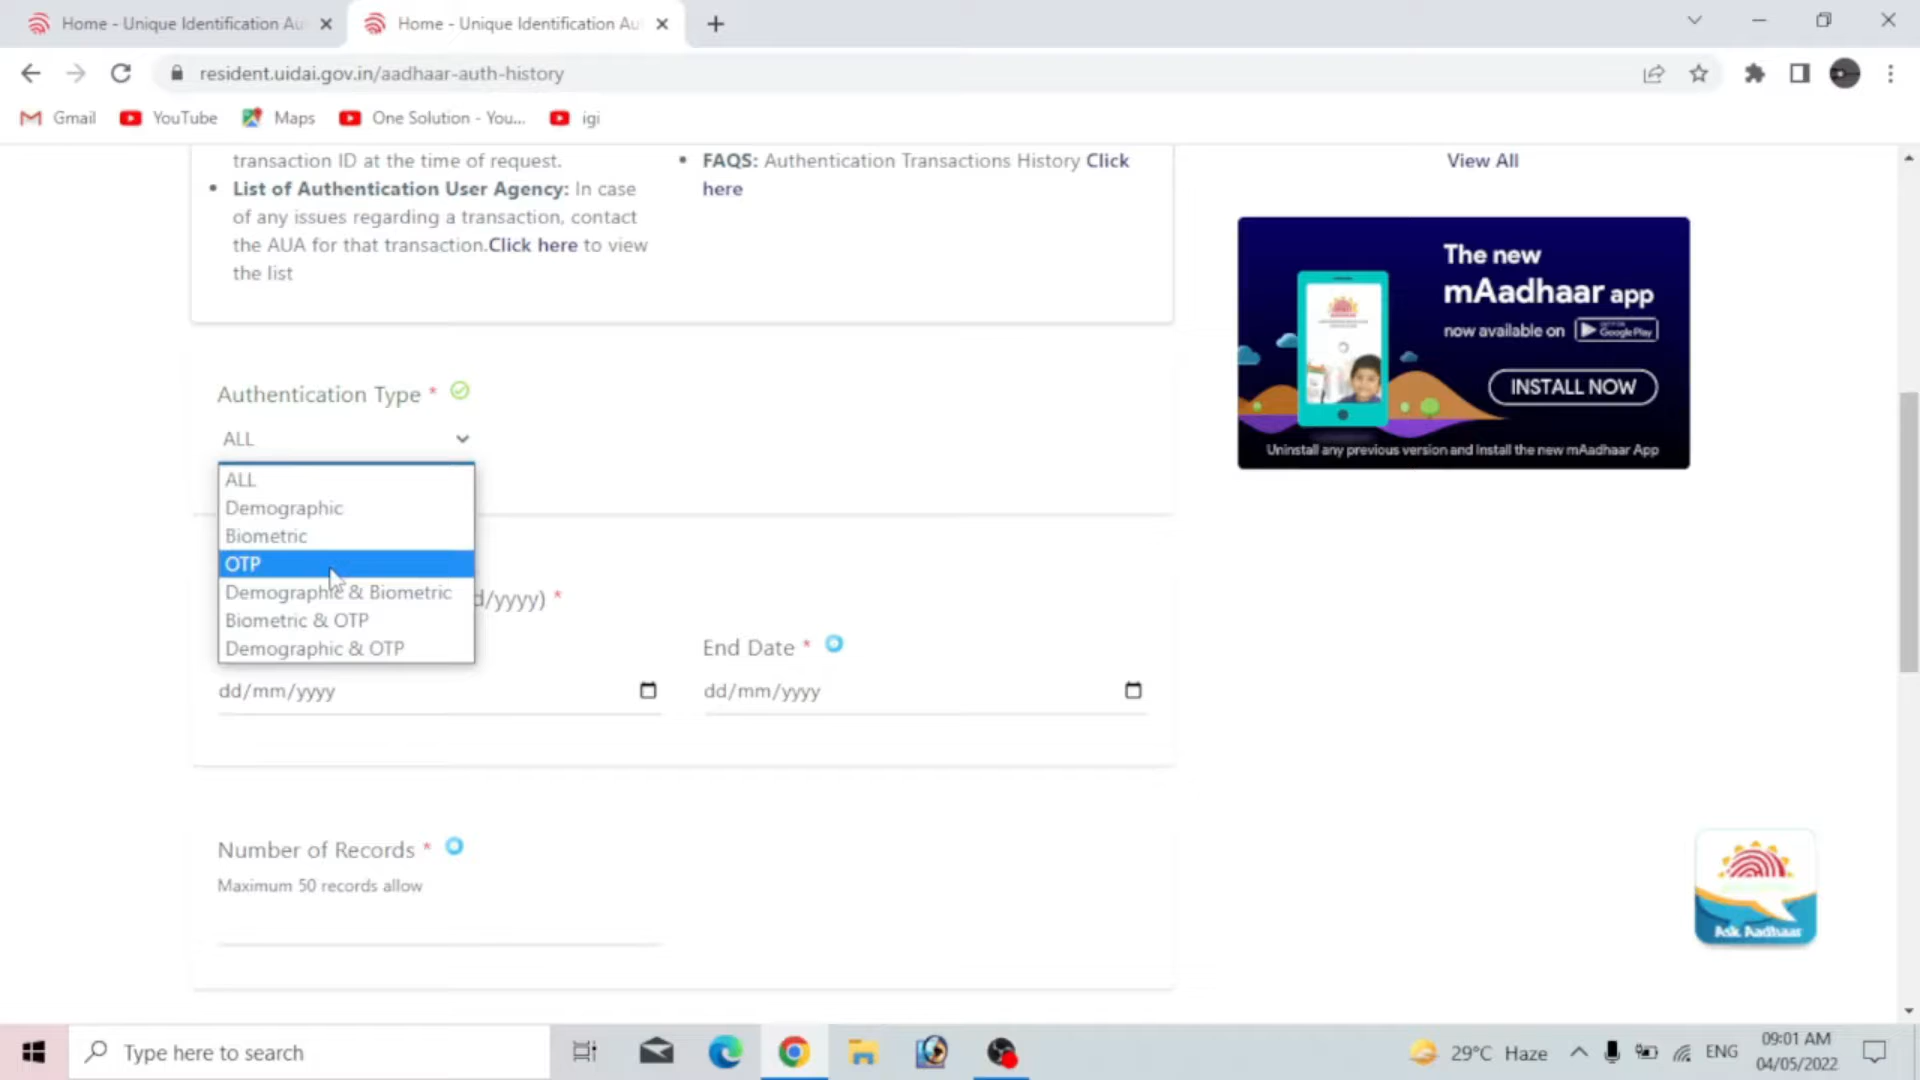 Home - Unique Identification Au
Home - Unique Identification Au
resident.uidai.gov.in/aadhaar-auth-history
Gmail
YouTube
Maps
One Solution - You...
igi
transaction ID at the time of request.
List of Authentication User Agency: In case
of any issues regarding a transaction, contact
the AUA for that transaction.Click here to view
the list
FAQS: Authentication Transactions History Click
here
View All
The new
mAadhaar app
now available on
Google Play
INSTALL NOW
Uninstall any previous version and Install the new mAadhaar App
Authentication Type *
ALL
ALL
Demographic
Biometric
OTP
Demographic & Biometric
Biometric & OTP
Demographic & OTP
d/yyyy) *
dd/mm/yyyy
End Date *
dd/mm/yyyy
Number of Records *
Maximum 50 records allow
Ask Aadhaar
Type here to search
29°C Haze
ENG
09:01 AM
04/05/2022